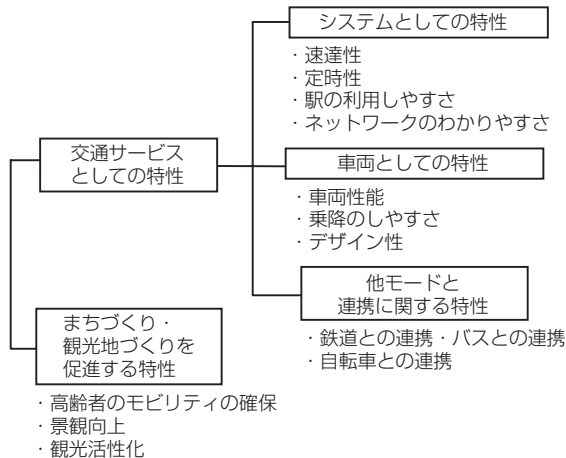 システムとしての特性
・速達性
・定時性
・駅の利用しやすさ
・ネットワークのわかりやすさ
交通サービス
としての特性
車両としての特性
・車両性能
・乗降のしやすさ
・デザイン性
他モードと
連携に関する特性
・鉄道との連携・バスとの連携
・自転車との連携
まちづくり・
観光地づくりを
促進する特性
・高齢者のモビリティの確保
・景観向上
・観光活性化